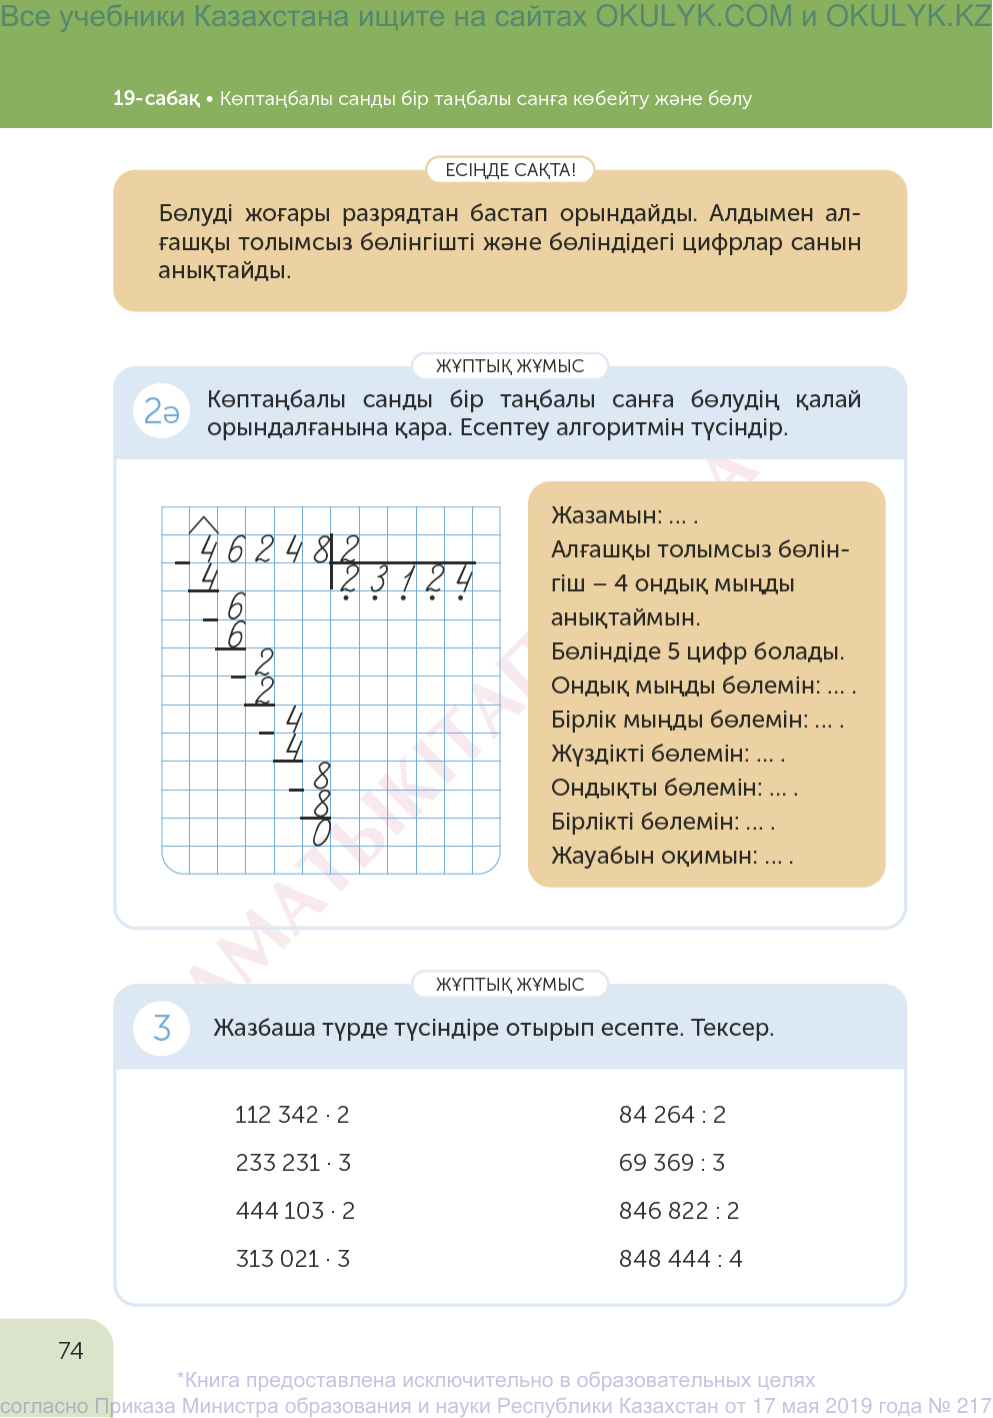 Все учебники Казахстана ищите на сайтах OKULYK.COM и OKULYK.KZ
19-сабақ • Көптаңбалы санды бір таңбалы санға көбейту және бөлу
ЕСІҢДЕ САҚТА!
Бөлуді жоғары разрядтан бастап орындайды. Алдымен ал-
ғашқы толымсыз бөлінгішті және бөліндідегі цифрлар санын
анықтайды.
ЖҰПТЫҚ ЖҰМЫС
2ә
Көптаңбалы санды бір таңбалы санға бөлудің қалай
орындалғанына қара. Есептеу алгоритмін түсіндір.
46248 2
4 23124
6
6
2
2
4
4
8
8
0
Жазамын: ... .
Алғашқы толымсыз бөлін-
гіш – 4 ондық мыңды
анықтаймын.
Бөліндіде 5 цифр болады.
Ондық мыңды бөлемін: ... .
Бірлік мыңды бөлемін: ... .
Жүздікті бөлемін: ... .
Ондықты бөлемін: ... .
Бірлікті бөлемін: ... .
Жауабын оқимын: ... .
ЖҰПТЫҚ ЖҰМЫС
3
Жазбаша түрде түсіндіре отырып есепте. Тексер.
112 342 · 2
233 231 · 3
444 103 · 2
313 021 · 3
84 264 : 2
69 369 : 3
846 822 : 2
848 444 : 4
74
*Книга предоставлена исключительно в образовательных целях
согласно Приказа Министра образования и науки Республики Казахстан от 17 мая 2019 года № 217